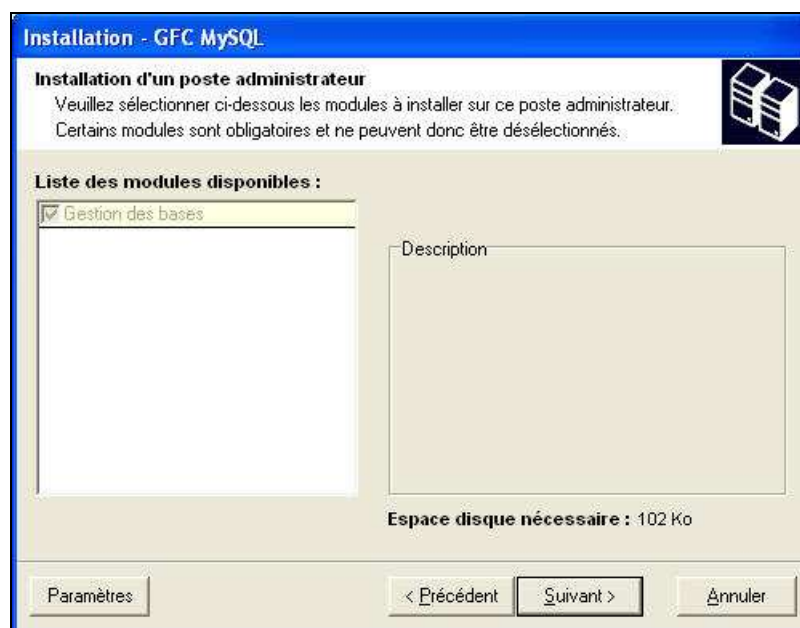 Installation - GFC MySQL
Installation d'un poste administrateur
Veuillez sélectionner ci-dessous les modules à installer sur ce poste administrateur.
Certains modules sont obligatoires et ne peuvent donc être désélectionnés.
Liste des modules disponibles :
Gestion des bases
Description
Espace disque nécessaire : 102 Ko
Paramètres
< Précédent
Suivant >
Annuler